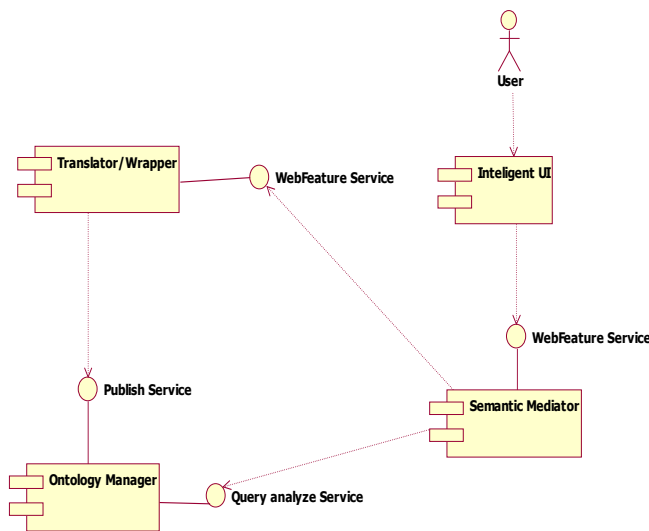 User
Translator/Wrapper
WebFeature Service
Inteligent UI
WebFeature Service
Publish Service
Semantic Mediator
Ontology Manager
Query analyze Service